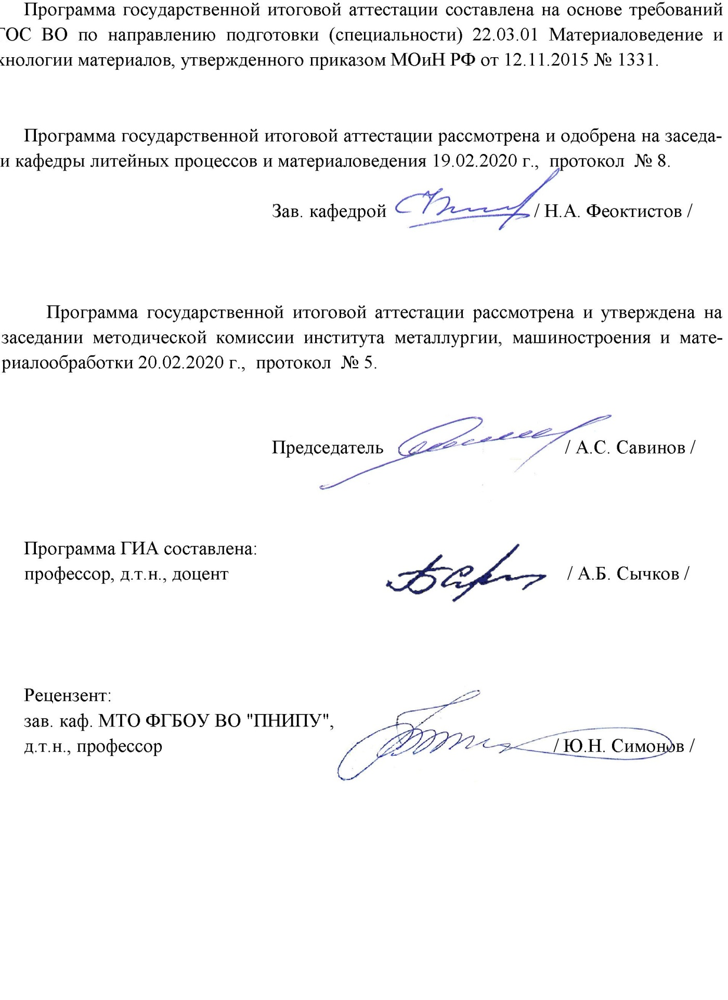 Программа государственной итоговой аттестации составлена на основе требований
ГОС ВО по направлению подготовки (специальности) 22.03.01 Материаловедение и
хнологии материалов, утвержденного приказом МОиН РФ от 12.11.2015 № 1331.
Программа государственной итоговой аттестации рассмотрена и одобрена на заседа-
и кафедры литейных процессов и материаловедения 19.02.2020 г., протокол № 8.
Зав. кафедрой / Н.А. Феоктистов /
Программа государственной итоговой аттестации рассмотрена и утверждена на
заседании методической комиссии института металлургии, машиностроения и мате-
риалообработки 20.02.2020 г., протокол № 5.
Председатель / А.С. Савинов /
Программа ГИА составлена:
профессор, д.т.н., доцент / А.Б. Сычков /
Рецензент:
зав. каф. МТО ФГБОУ ВО "ПНИПУ",
д.т.н., профессор / Ю.Н. Симонов /